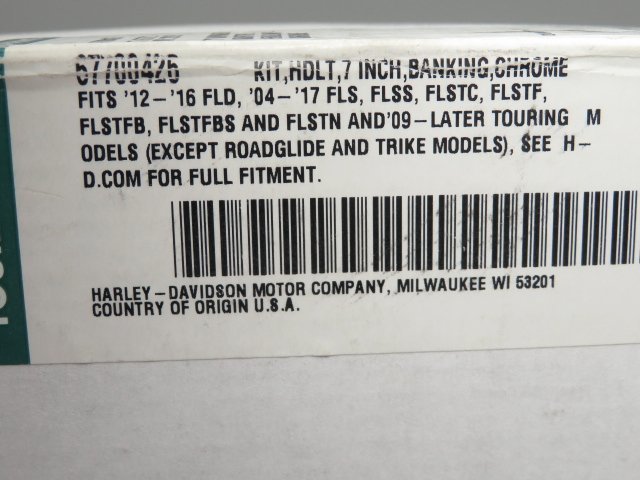 67700426 KIT,HDLT,7 INCH,BANKING,CHROME
FITS '12-'16 FLD, '04-'17 FLS, FLSS, FLSTC, FLSTF,
FLSTFB, FLSTFBS AND FLSTN AND'09-LATER TOURING M
ODELS (EXCEPT ROADGLIDE AND TRIKE MODELS), SEE H-
D.COM FOR FULL FITMENT.
HARLEY-DAVIDSON MOTOR COMPANY, MILWAUKEE WI 53201
COUNTRY OF ORIGIN U.S.A.